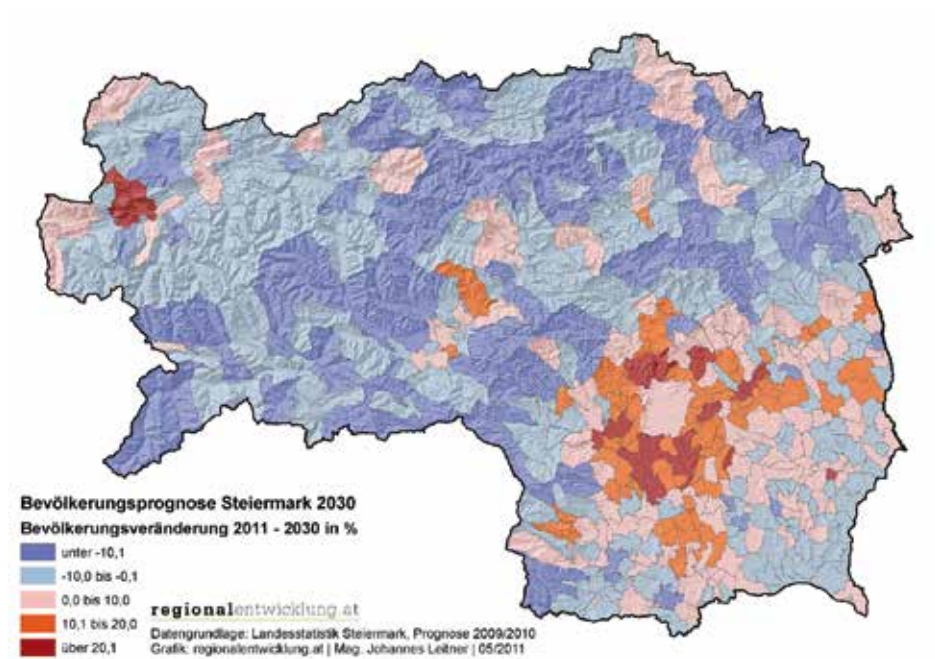 Bevölkerungsprognose Steiermark 2030
Bevölkerungsveränderung 2011 - 2030 in %
unter -10,1
-10,0 bis -0,1
0,0 bis 10,0
10,1 bis 20,0
über 20,1
regionalentwicklung.at
Datengrundlage: Landesstatistik Steiermark, Prognose 2009/2010
Grafik: regionalentwicklung.at | Mag. Johannes Leitner | 05/2011